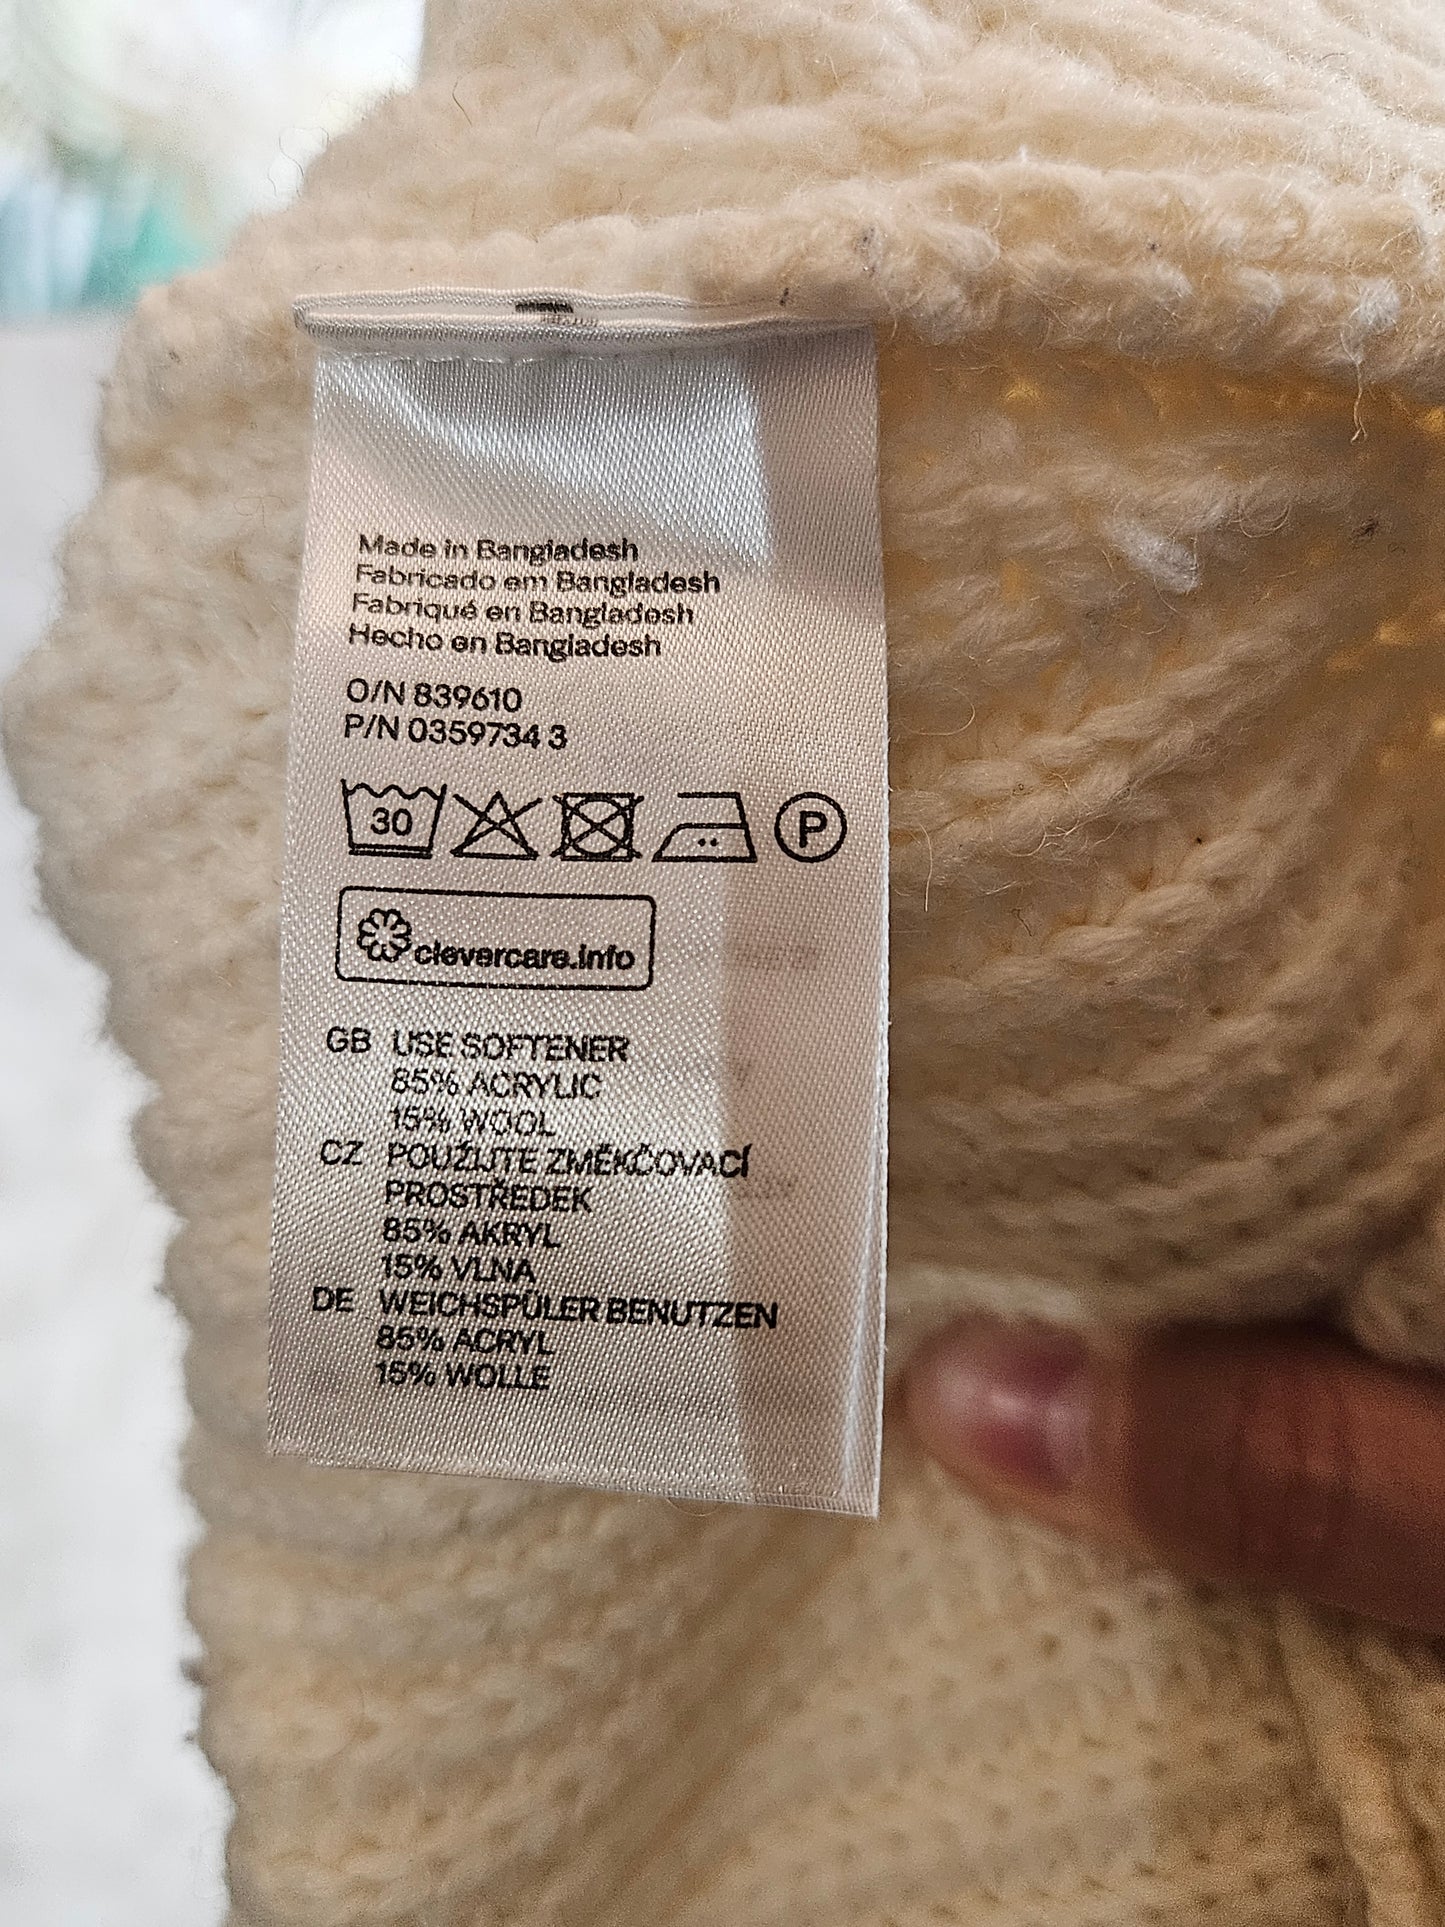 Made in Bangladesh
Fabricado em Bangladesh
Fabriqué en Bangladesh
Hecho en Bangladesh
O/N 839610
P/N 0359734 3
30
P
clevercare.info
GB USE SOFTENER
85% ACRYLIC
15% WOOL
CZ POUŽIJTE ZMĚKČOVACÍ
PROSTŘEDEK
85% AKRYL
15% VLNA
DE WEICHSPÜLER BENUTZEN
85% ACRYL
15% WOLLE